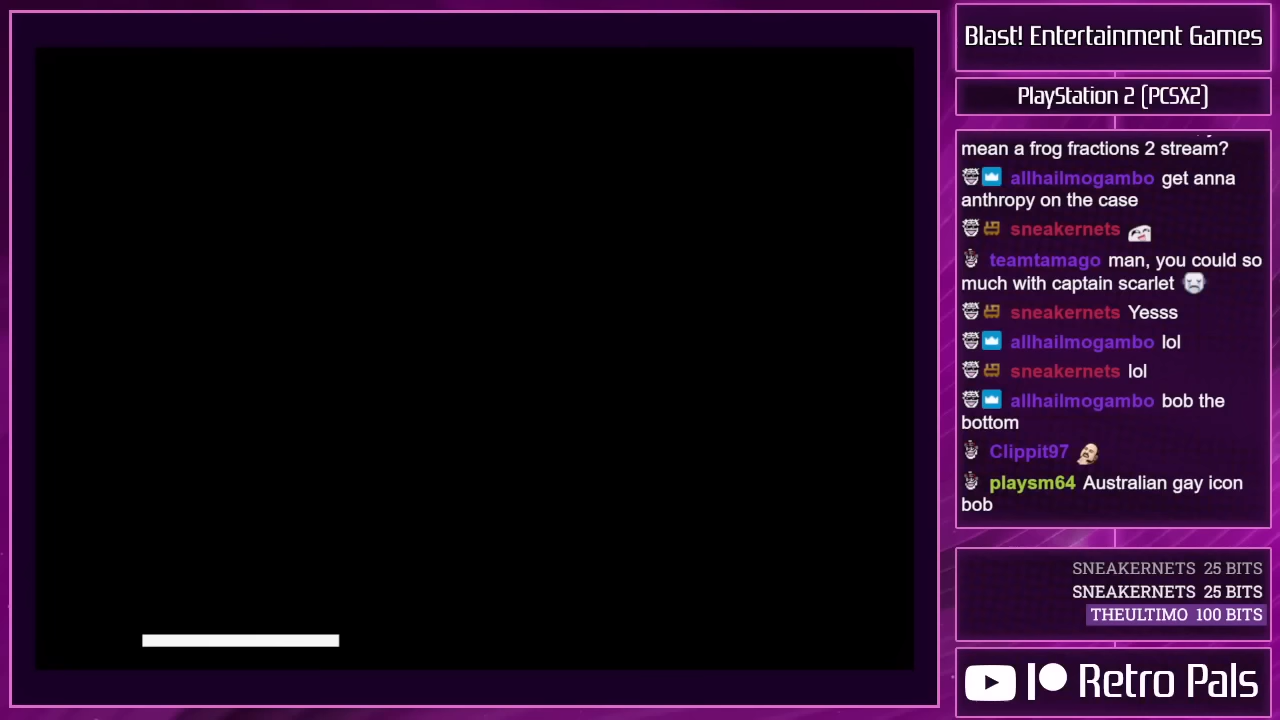 Blast! Entertainment Games
PlayStation 2 (PCSX2)
mean a frog fractions 2 stream?
allhailmogambo get anna
anthropy on the case
sneakernets
teamtamago man, you could so
much with captain scarlet
sneakernets Yesss
allhailmogambo lol
sneakernets lol
allhailmogambo bob the
bottom
Clippit97
playsm64 Australian gay icon
bob
SNEAKERNETS 25 BITS
SNEAKERNETS 25 BITS
THEULTIMO 100 BITS
Retro Pals